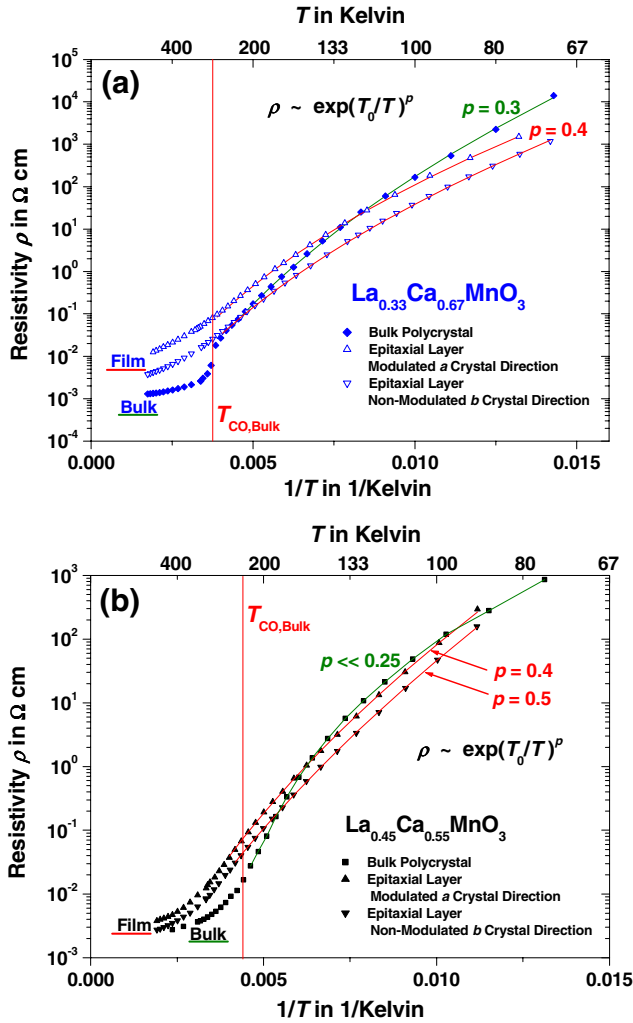 T in Kelvin
400 200 133 100 80 67
(a)
ρ ~ exp(T0/T)^p
p = 0.3
p = 0.4
10^5
10^4
10^3
10^2
10^1
10^0
10^-1
10^-2
10^-3
10^-4
Resistivity ρ in Ω cm
La0.33Ca0.67MnO3
Bulk Polycrystal
Epitaxial Layer
Modulated a Crystal Direction
Epitaxial Layer
Non-Modulated b Crystal Direction
Film
Bulk
TCO,Bulk
0.000 0.005 0.010 0.015
1/T in 1/Kelvin
T in Kelvin
400 200 133 100 80 67
(b)
TCO,Bulk
p << 0.25
p = 0.4
p = 0.5
ρ ~ exp(T0/T)^p
10^3
10^2
10^1
10^0
10^-1
10^-2
10^-3
Resistivity ρ in Ω cm
La0.45Ca0.55MnO3
Bulk Polycrystal
Epitaxial Layer
Modulated a Crystal Direction
Epitaxial Layer
Non-Modulated b Crystal Direction
Film
Bulk
0.000 0.005 0.010 0.015
1/T in 1/Kelvin